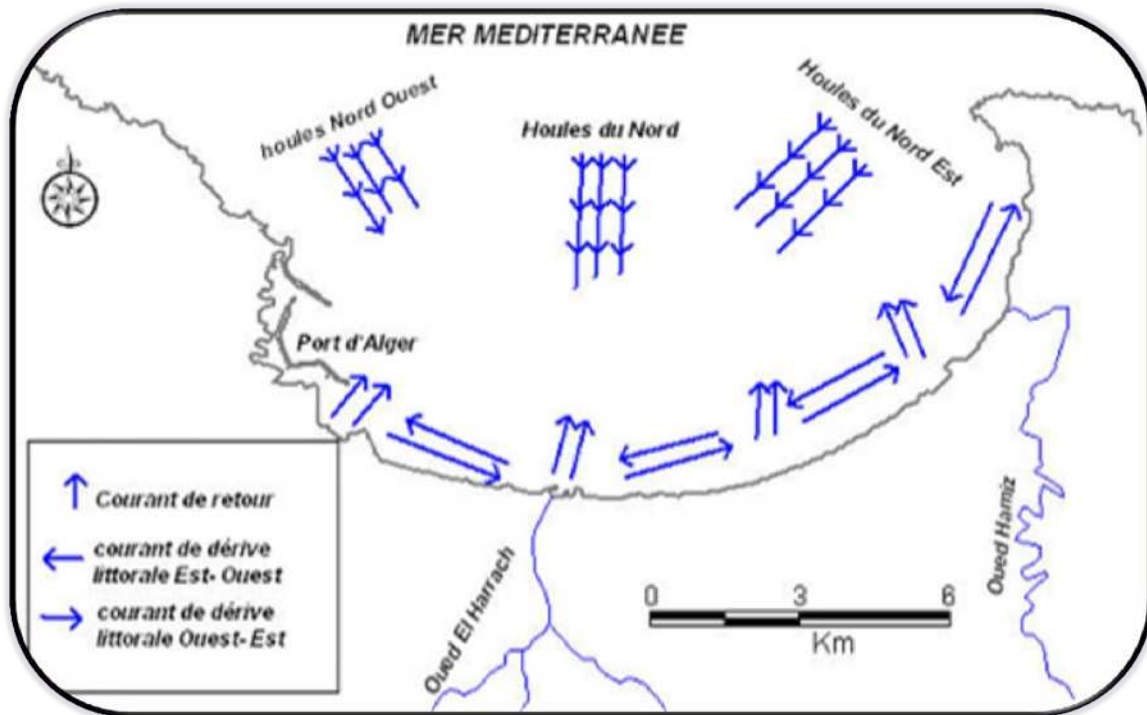 MER MEDITERRANEE
houles Nord Ouest
Houles du Nord
Houles du Nord Est
Port d'Alger
Courant de retour
courant de dérive
littorale Est- Ouest
courant de dérive
littorale Ouest- Est
Oued El Harrach
Oued Hamiz
0 3 6
Km